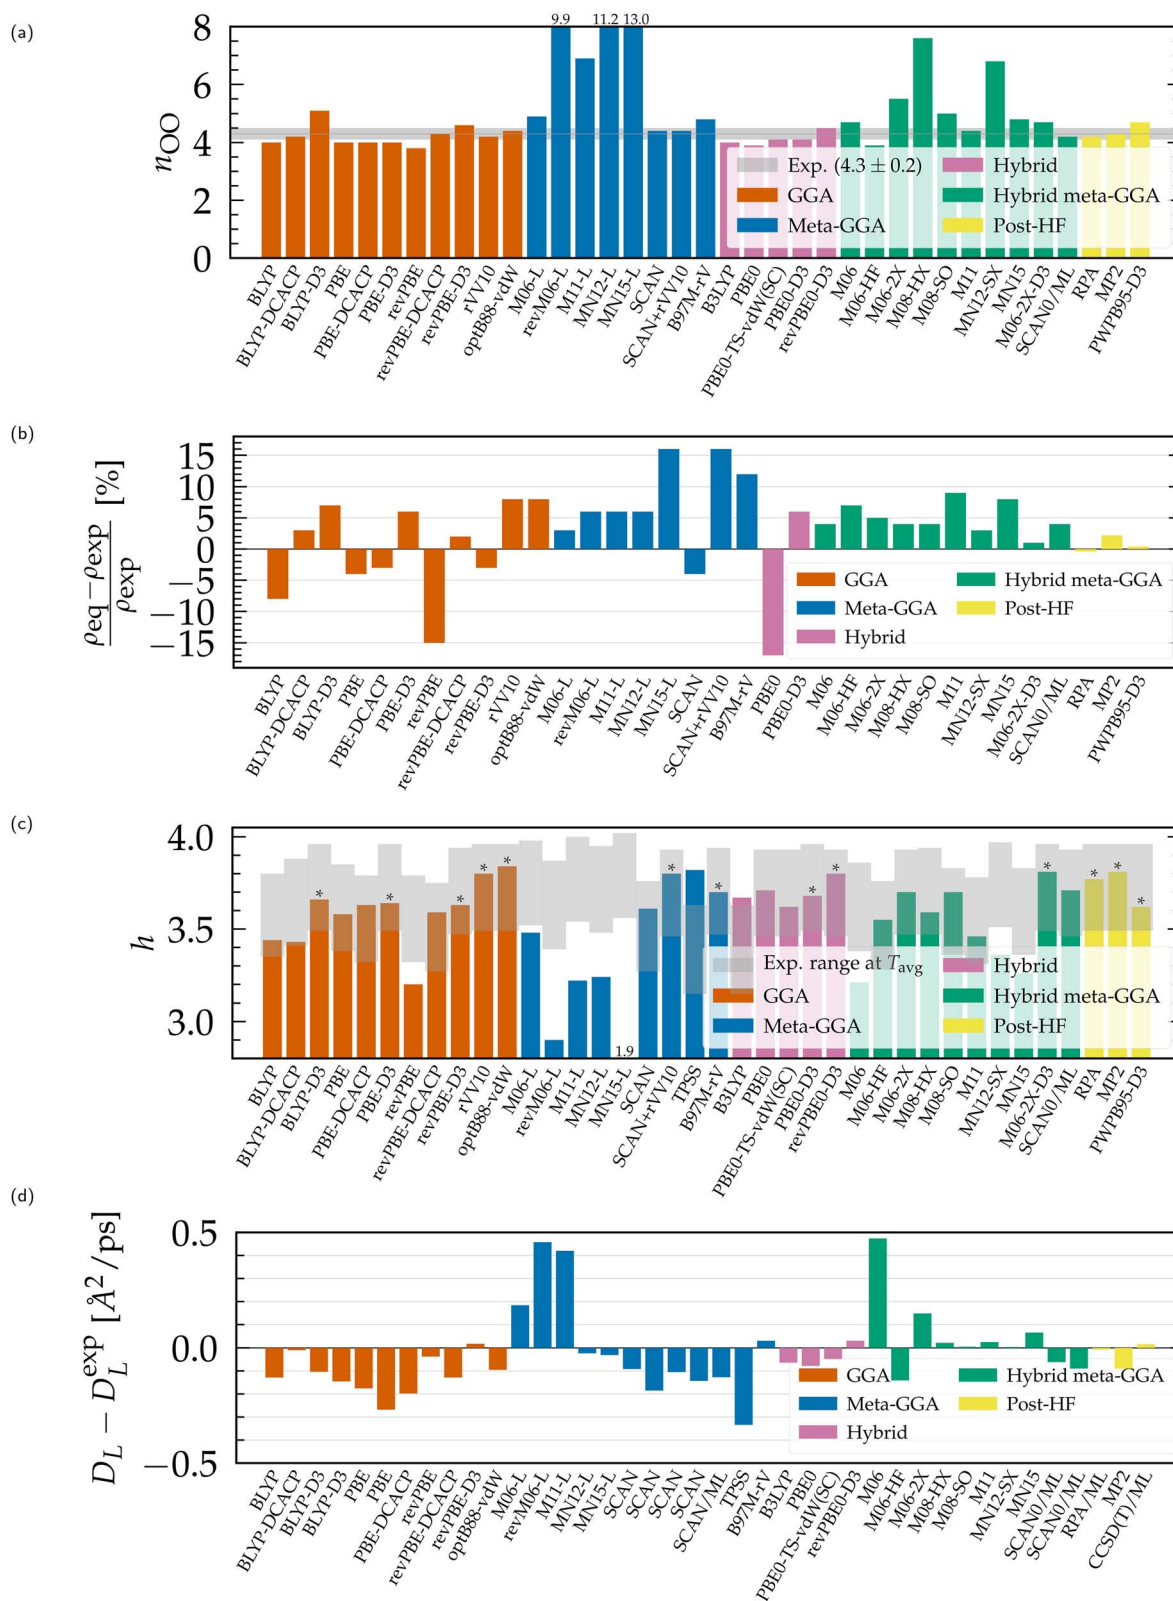 (a)
9.9 11.2 13.0
8
6
4
2
0
n_OO
Exp. (4.3 ± 0.2)
GGA
Meta-GGA
Hybrid
Hybrid meta-GGA
Post-HF
BLYP
BLYP-DCACP
BLYP-D3
PBE
PBE-DCACP
PBE-D3
revPBE
revPBE-DCACP
revPBE-D3
rVV10
optB88-vdW
M06-L
revM06-L
M11-L
MN12-L
MN15-L
SCAN
SCAN+rVV10
B97M-rV
B3LYP
PBE0
PBE0-TS-vdW(SC)
PBE0-D3
revPBE0-D3
M06
M06-HF
M06-2X
M08-HX
M08-SO
M11
MN12-SX
MN15
M06-2X-D3
SCAN0/ML
RPA
MP2
PWPB95-D3
(b)
15
10
5
0
−5
−10
−15
ρeq −ρexp
ρexp
[%]
GGA
Meta-GGA
Hybrid
Hybrid meta-GGA
Post-HF
BLYP
BLYP-DCACP
BLYP-D3
PBE
PBE-DCACP
PBE-D3
revPBE
revPBE-DCACP
revPBE-D3
rVV10
optB88-vdW
M06-L
revM06-L
M11-L
MN12-L
MN15-L
SCAN
SCAN+rVV10
B97M-rV
PBE0
PBE0-D3
M06
M06-HF
M06-2X
M08-HX
M08-SO
M11
MN12-SX
MN15
M06-2X-D3
SCAN0/ML
RPA
MP2
PWPB95-D3
(c)
4.0
3.5
3.0
h
* * * * * * * * * * * * *
1.9
Exp. range at T_avg
GGA
Meta-GGA
Hybrid
Hybrid meta-GGA
Post-HF
BLYP
BLYP-DCACP
BLYP-D3
PBE
PBE-DCACP
PBE-D3
revPBE
revPBE-DCACP
revPBE-D3
rVV10
optB88-vdW
M06-L
revM06-L
M11-L
MN12-L
MN15-L
SCAN
SCAN+rVV10
TPSS
B97M-rV
B3LYP
PBE0
PBE0-TS-vdW(SC)
PBE0-D3
revPBE0-D3
M06
M06-HF
M06-2X
M08-HX
M08-SO
M11
MN12-SX
MN15
M06-2X-D3
SCAN0/ML
RPA
MP2
PWPB95-D3
(d)
0.5
0.0
−0.5
D_L − D_L^exp [Å²/ps]
GGA
Meta-GGA
Hybrid
Hybrid meta-GGA
Post-HF
BLYP
BLYP-DCACP
BLYP-D3
BLYP-D3
PBE
PBE
PBE-DCACP
revPBE
revPBE-DCACP
revPBE-D3
optB88-vdW
M06-L
revM06-L
M11-L
MN12-L
MN15-L
SCAN
SCAN
SCAN
SCAN
SCAN/ML
TPSS
B97M-rV
B3LYP
PBE0
PBE0-TS-vdW(SC)
revPBE0-D3
M06
M06-HF
M06-2X
M08-HX
M08-SO
M11
MN12-SX
MN15
SCAN0/ML
SCAN0/ML
RPA/ML
MP2
CCSD(T)/ML